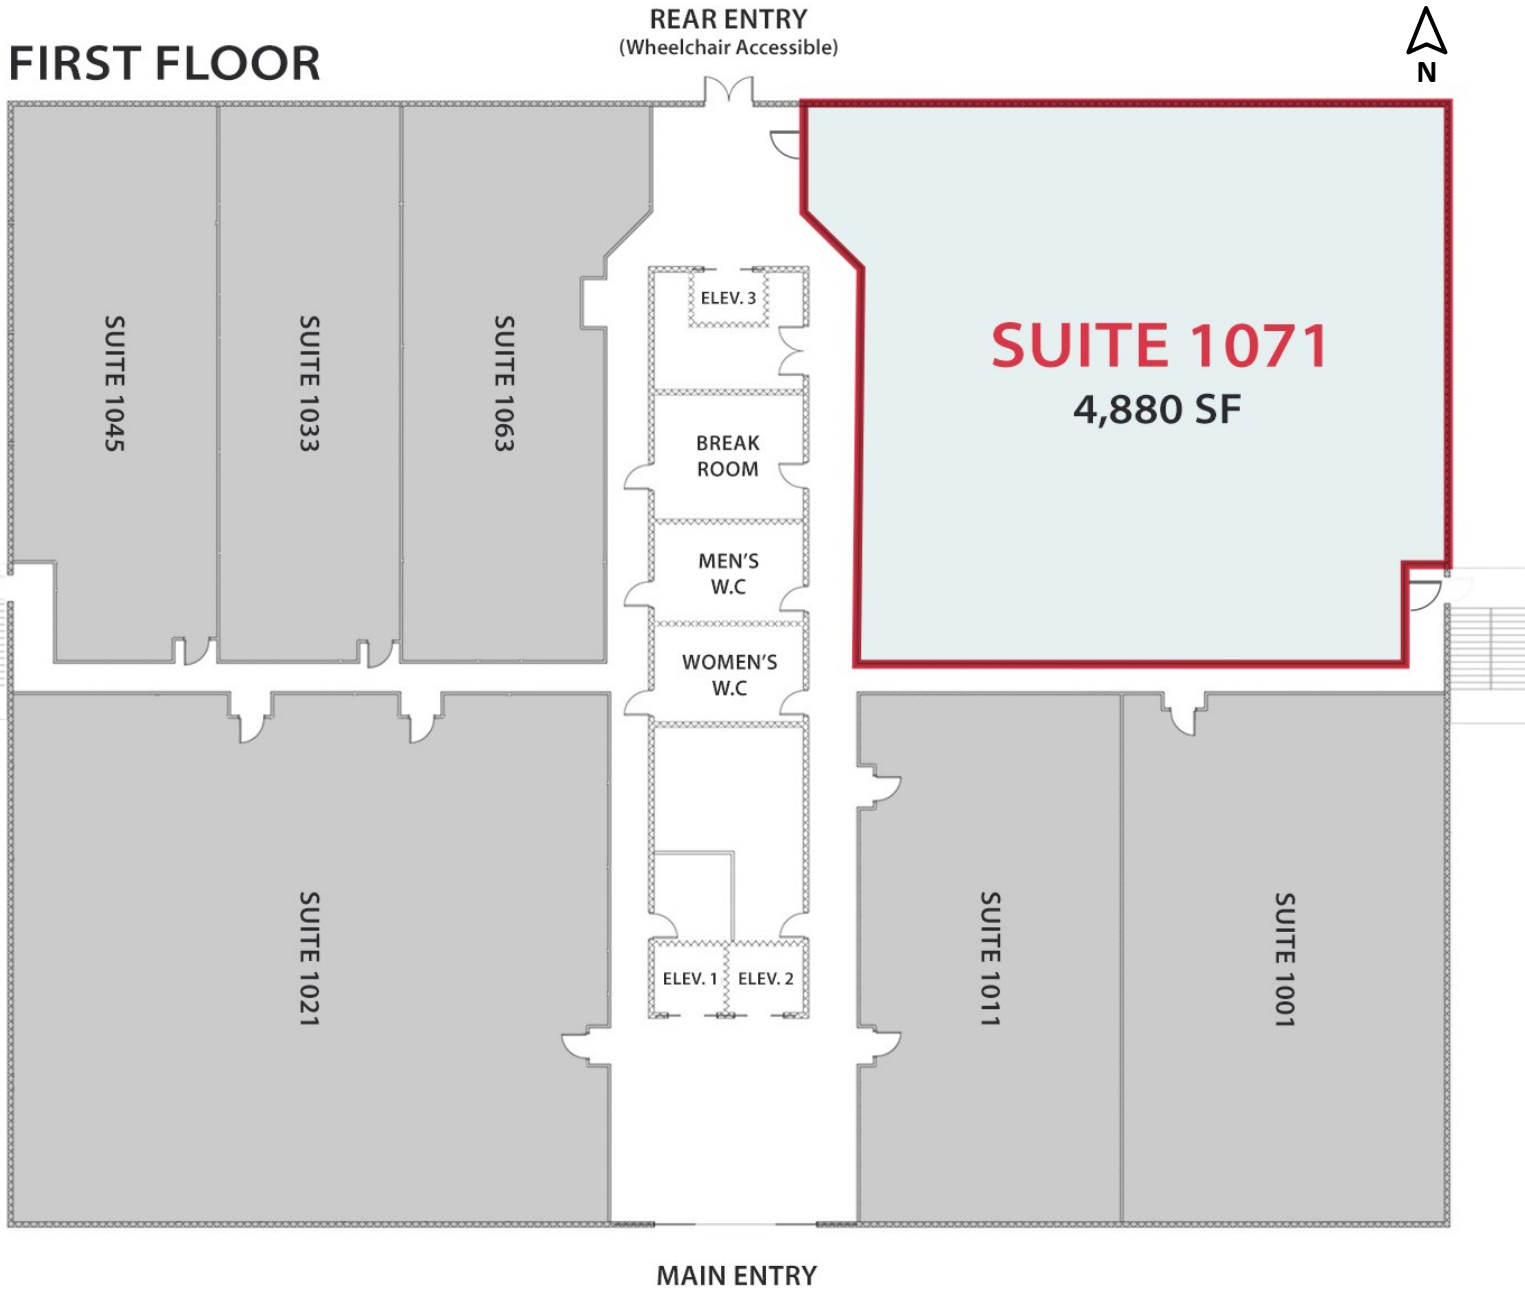 REAR ENTRY
(Wheelchair Accessible)
FIRST FLOOR
N
ELEV. 3
SUITE 1045
SUITE 1033
SUITE 1063
SUITE 1071
4,880 SF
BREAK
ROOM
MEN'S
W.C
WOMEN'S
W.C
SUITE 1021
ELEV. 1
ELEV. 2
SUITE 1011
SUITE 1001
MAIN ENTRY